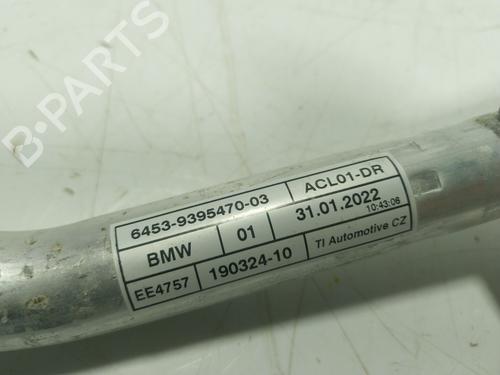 B-PARTS
6453-9395470-03 ACL01-DR
BMW 01 31.01.2022 10:43:06
EE4757 190324-10 TI Automotive CZ